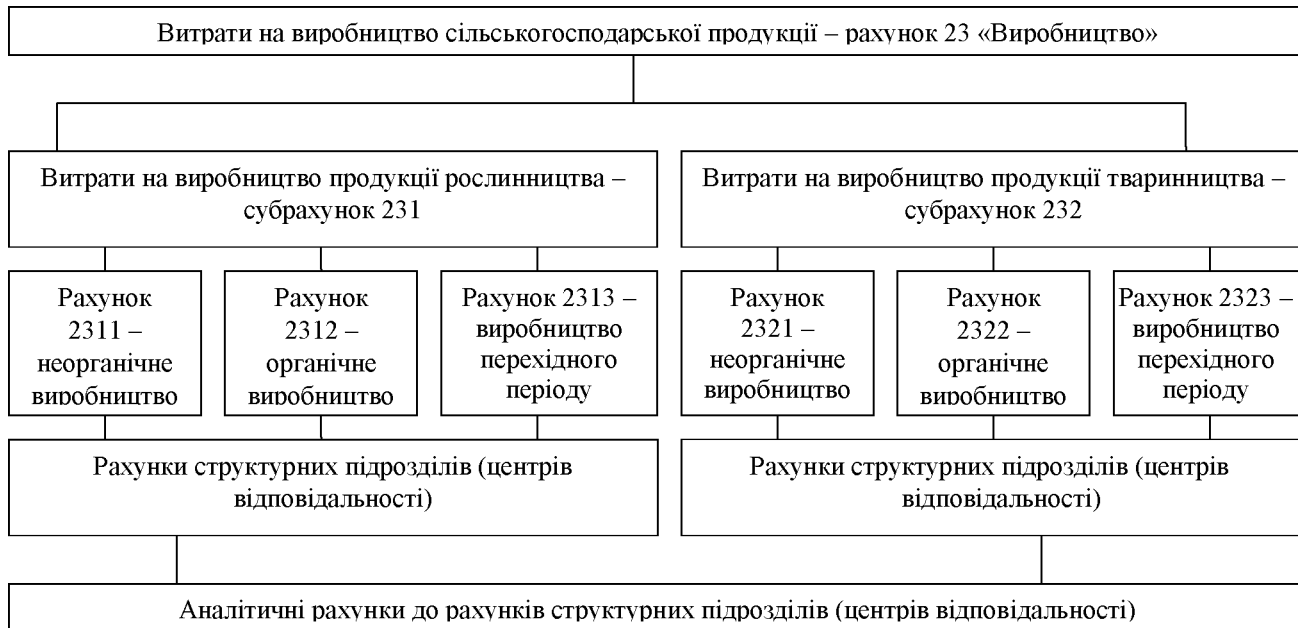 Витрати на виробництво сільськогосподарської продукції – рахунок 23 «Виробництво»
Витрати на виробництво продукції рослинництва –
субрахунок 231
Витрати на виробництво продукції тваринництва –
субрахунок 232
Рахунок
2311 –
неорганічне
виробництво
Рахунок
2312 –
органічне
виробництво
Рахунок 2313 –
виробництво
перехідного
періоду
Рахунок
2321 –
неорганічне
виробництво
Рахунок
2322 –
органічне
виробництво
Рахунок 2323 –
виробництво
перехідного
періоду
Рахунки структурних підрозділів (центрів
відповідальності)
Рахунки структурних підрозділів (центрів
відповідальності)
Аналітичні рахунки до рахунків структурних підрозділів (центрів відповідальності)